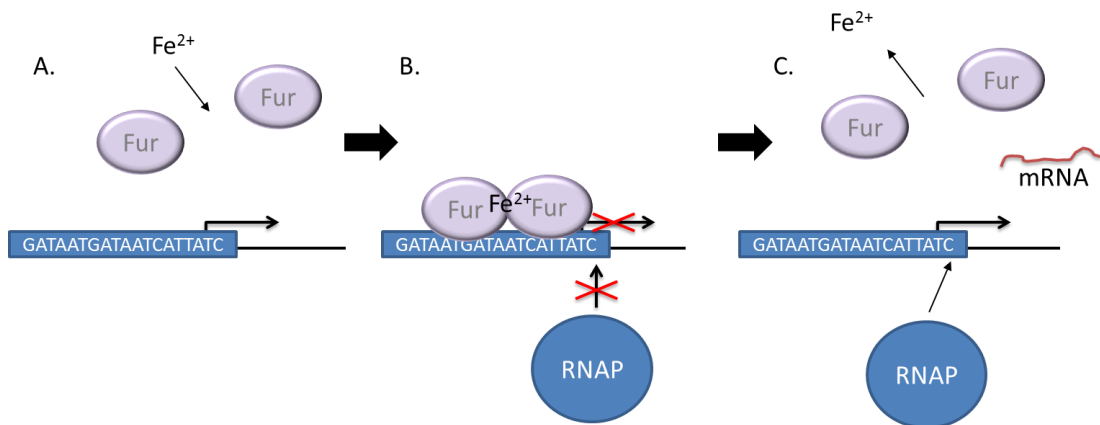 A.
Fe²⁺
Fur
Fur
GATAATGATAATCATTATC
B.
Fur
Fe²⁺
Fur
GATAATGATAATCATTATC
RNAP
C.
Fe²⁺
Fur
Fur
mRNA
GATAATGATAATCATTATC
RNAP